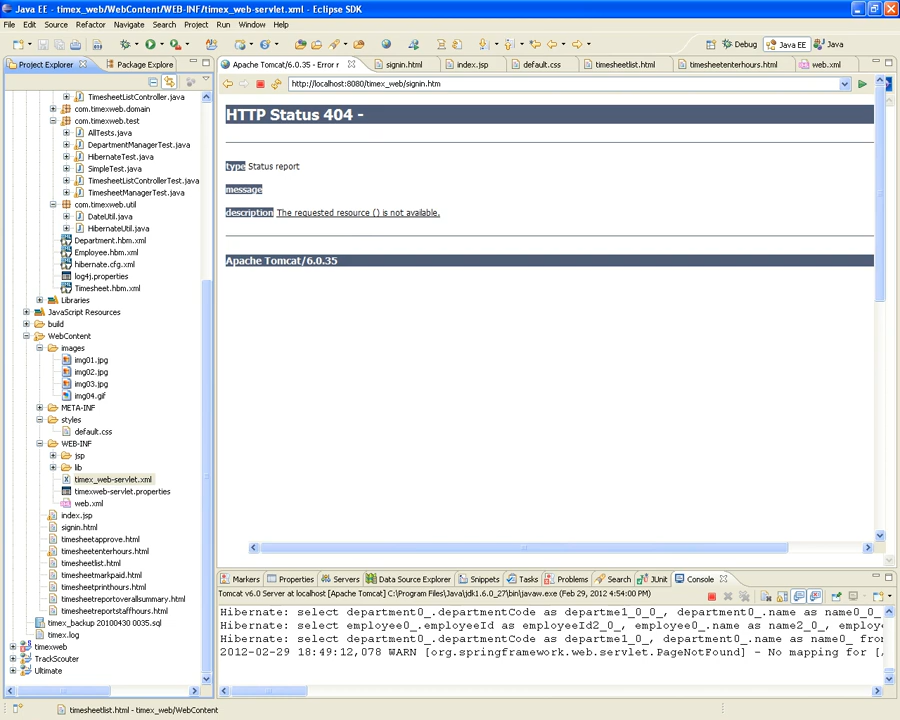 Java EE - timex_web/WebContent/WEB-INF/timex_web-servlet.xml - Eclipse SDK
File Edit Source Refactor Navigate Search Project Run Window Help
Debug Java EE Java
Project Explorer Package Explore
TimesheetListController.java
com.timexweb.domain
com.timexweb.test
AllTests.java
DepartmentManagerTest.java
HibernateTest.java
SimpleTest.java
TimesheetListControllerTest.java
TimesheetManagerTest.java
com.timexweb.util
DateUtil.java
HibernateUtil.java
Department.hbm.xml
Employee.hbm.xml
hibernate.cfg.xml
log4j.properties
Timesheet.hbm.xml
Libraries
JavaScript Resources
build
WebContent
images
img01.jpg
img02.jpg
img03.jpg
img04.gif
META-INF
styles
default.css
WEB-INF
jsp
lib
timex_web-servlet.xml
timexweb-servlet.properties
web.xml
index.jsp
signin.html
timesheetapprove.html
timesheetenterhours.html
timesheetlist.html
timesheetmarkpaid.html
timesheetprinthours.html
timesheetreportoverallsummary.html
timesheetreportstaffhours.html
timex_backup 20100430 0035.sql
timex.log
timexweb
TrackScouter
Ultimate
Apache Tomcat/6.0.35 - Error r signin.html index.jsp default.css timesheetlist.html timesheetenterhours.html web.xml
http://localhost:8080/timex_web/signin.htm
HTTP Status 404 -
type Status report
message
description The requested resource () is not available.
Apache Tomcat/6.0.35
Markers Properties Servers Data Source Explorer Snippets Tasks Problems Search JUnit Console
Tomcat v6.0 Server at localhost [Apache Tomcat] C:\Program Files\Java\jdk1.6.0_27\bin\javaw.exe (Feb 29, 2012 4:54:00 PM)
Hibernate: select department0_.departmentCode as departme1_0_0_, department0_.name as name0_0_
Hibernate: select employee0_.employeeId as employeeId2_0_, employee0_.name as name2_0_, employe
Hibernate: select department0_.departmentCode as departme1_0_, department0_.name as name0_ from
2012-02-29 18:49:12,078 WARN [org.springframework.web.servlet.PageNotFound] - No mapping for [/
timesheetlist.html - timex_web/WebContent